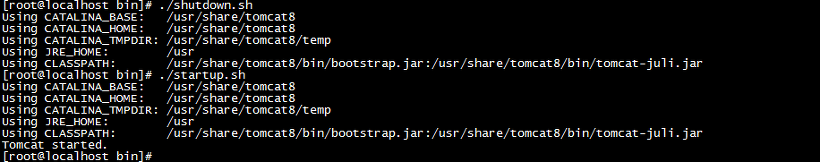 [root@localhost bin]# ./shutdown.sh
Using CATALINA_BASE:   /usr/share/tomcat8
Using CATALINA_HOME:   /usr/share/tomcat8
Using CATALINA_TMPDIR: /usr/share/tomcat8/temp
Using JRE_HOME:        /usr
Using CLASSPATH:       /usr/share/tomcat8/bin/bootstrap.jar:/usr/share/tomcat8/bin/tomcat-juli.jar
[root@localhost bin]# ./startup.sh
Using CATALINA_BASE:   /usr/share/tomcat8
Using CATALINA_HOME:   /usr/share/tomcat8
Using CATALINA_TMPDIR: /usr/share/tomcat8/temp
Using JRE_HOME:        /usr
Using CLASSPATH:       /usr/share/tomcat8/bin/bootstrap.jar:/usr/share/tomcat8/bin/tomcat-juli.jar
Tomcat started.
[root@localhost bin]#